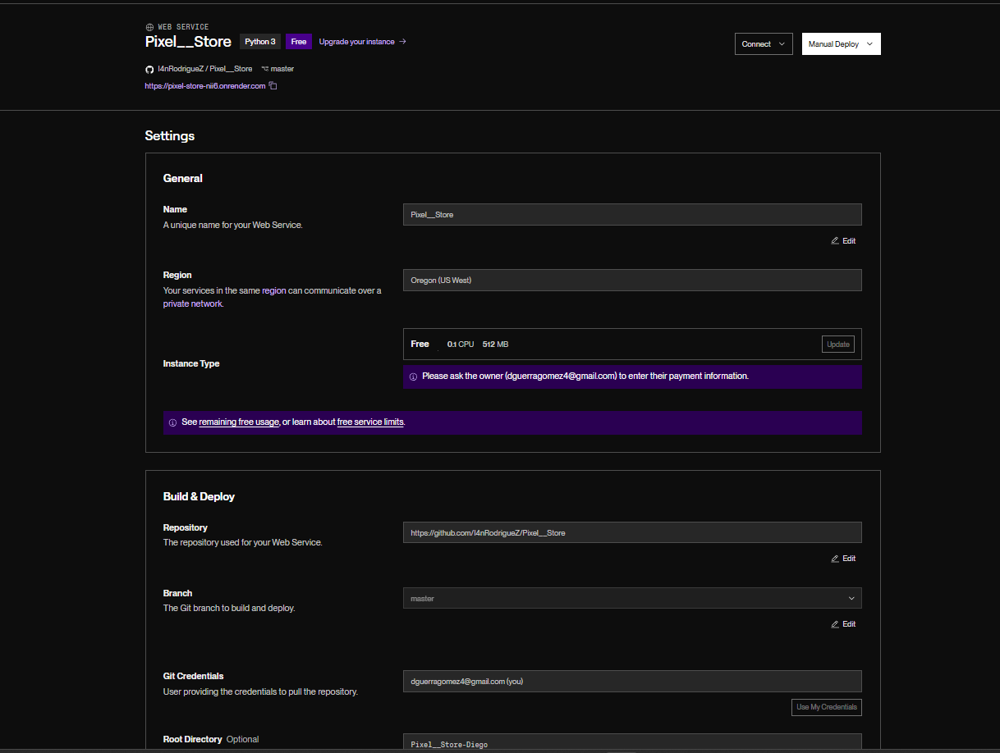 WEB SERVICE
Pixel__Store Python 3 Free Upgrade your instance →
Connect Manual Deploy
I4nRodrigueZ / Pixel__Store master
https://pixel-store-nii6.onrender.com
Settings
General
Name
A unique name for your Web Service.
Pixel__Store
Edit
Region
Your services in the same region can communicate over a
private network.
Oregon (US West)
Instance Type
Free 0.1 CPU 512 MB
Update
Please ask the owner (dguerragomez4@gmail.com) to enter their payment information.
See remaining free usage, or learn about free service limits.
Build & Deploy
Repository
The repository used for your Web Service.
https://github.com/I4nRodrigueZ/Pixel__Store
Edit
Branch
The Git branch to build and deploy.
master
Edit
Git Credentials
User providing the credentials to pull the repository.
dguerragomez4@gmail.com (you)
Use My Credentials
Root Directory Optional
Pixel__Store-Diego